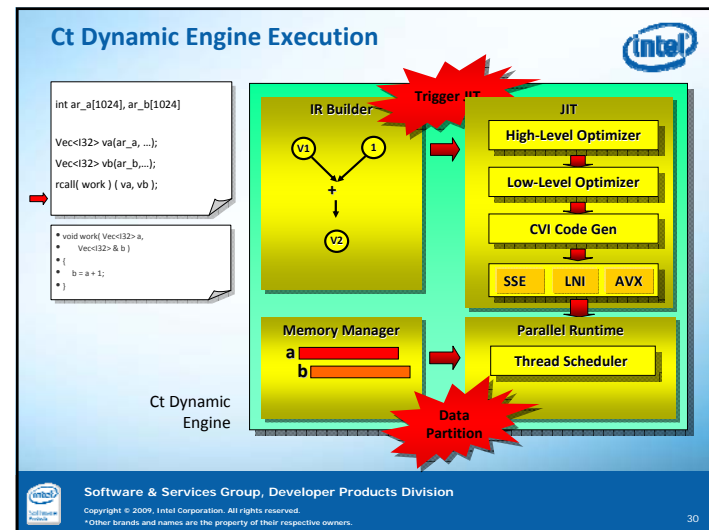 Ct Dynamic Engine Execution
intel
int ar_a[1024], ar_b[1024]
Vec<I32> va(ar_a, …);
Vec<I32> vb(ar_b,…);
rcall( work ) ( va, vb );
• void work( Vec<I32> a,
• Vec<I32> & b )
• {
• b = a + 1;
• }
Trigger JIT
IR Builder
V1
1
+
V2
JIT
High-Level Optimizer
Low-Level Optimizer
CVI Code Gen
SSE LNI AVX
Memory Manager
a
b
Parallel Runtime
Thread Scheduler
Data
Partition
Ct Dynamic
Engine
intel
Software
Software & Services Group, Developer Products Division
Copyright © 2009, Intel Corporation. All rights reserved.
*Other brands and names are the property of their respective owners.
30